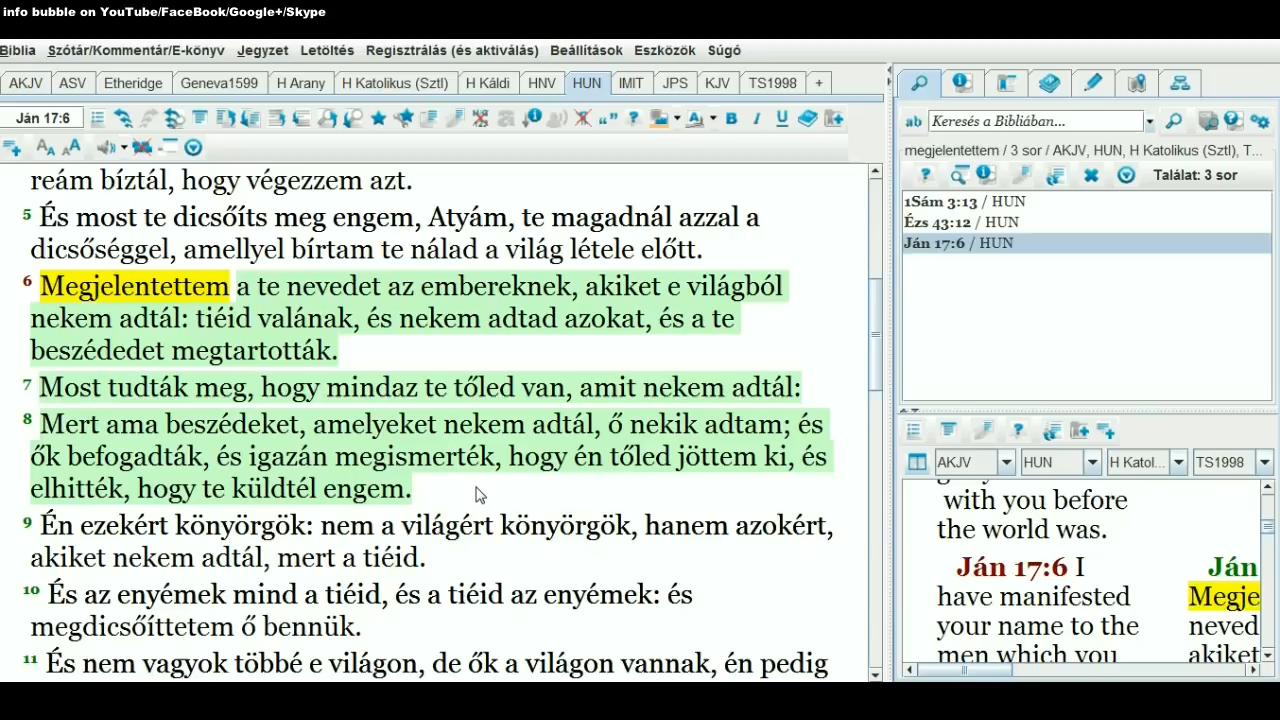 info bubble on YouTube/FaceBook/Google+/Skype
Biblia Szótár/Kommentár/E-könyv Jegyzet Letöltés Regisztrálás (és aktiválás) Beállítások Eszközök Súgó
AKJV ASV Etheridge Geneva1599 H Arany H Katolikus (Sztl) H Káldi HNV HUN IMIT JPS KJV TS1998 +
Ján 17:6
reám bíztál, hogy végezzem azt.
5 És most te dicsőíts meg engem, Atyám, te magadnál azzal a
dicsőséggel, amellyel bírtam te nálad a világ létele előtt.
6 Megjelentettem a te nevedet az embereknek, akiket e világból
nekem adtál: tiéid valának, és nekem adtad azokat, és a te
beszédedet megtartották.
7 Most tudták meg, hogy mindaz te tőled van, amit nekem adtál:
8 Mert ama beszédeket, amelyeket nekem adtál, ő nekik adtam; és
ők befogadták, és igazán megismerték, hogy én tőled jöttem ki, és
elhitték, hogy te küldtél engem.
9 Én ezekért könyörgök: nem a világért könyörgök, hanem azokért,
akiket nekem adtál, mert a tiéid.
10 És az enyémek mind a tiéid, és a tiéid az enyémek: és
megdicsőíttetem ő bennük.
11 És nem vagyok többé e világon, de ők a világon vannak, én pedig
ab Keresés a Bibliában...
megjelentettem / 3 sor / AKJV, HUN, H Katolikus (Sztl), T...
Találat: 3 sor
1Sám 3:13 / HUN
Ézs 43:12 / HUN
Ján 17:6 / HUN
AKJV HUN H Katol... TS1998
with you before
the world was.
Ján 17:6 I Ján
have manifested Megje
your name to the neved
men which you akiket